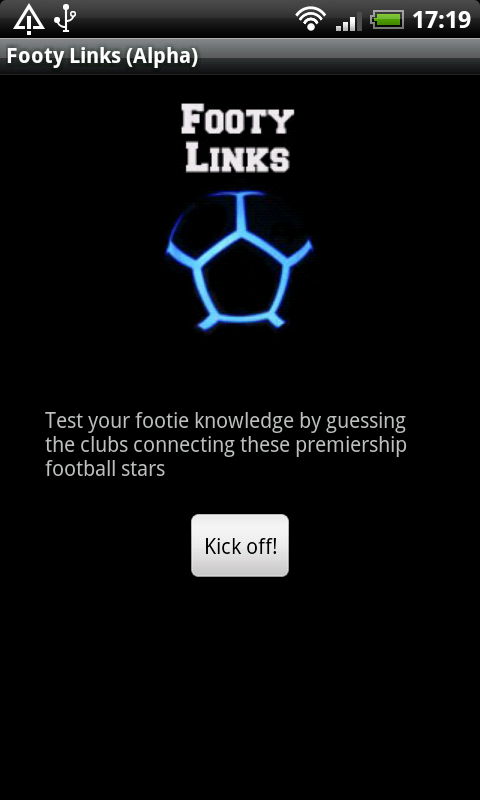 17:19
Footy Links (Alpha)
Footy
Links
Test your footie knowledge by guessing
the clubs connecting these premiership
football stars
Kick off!